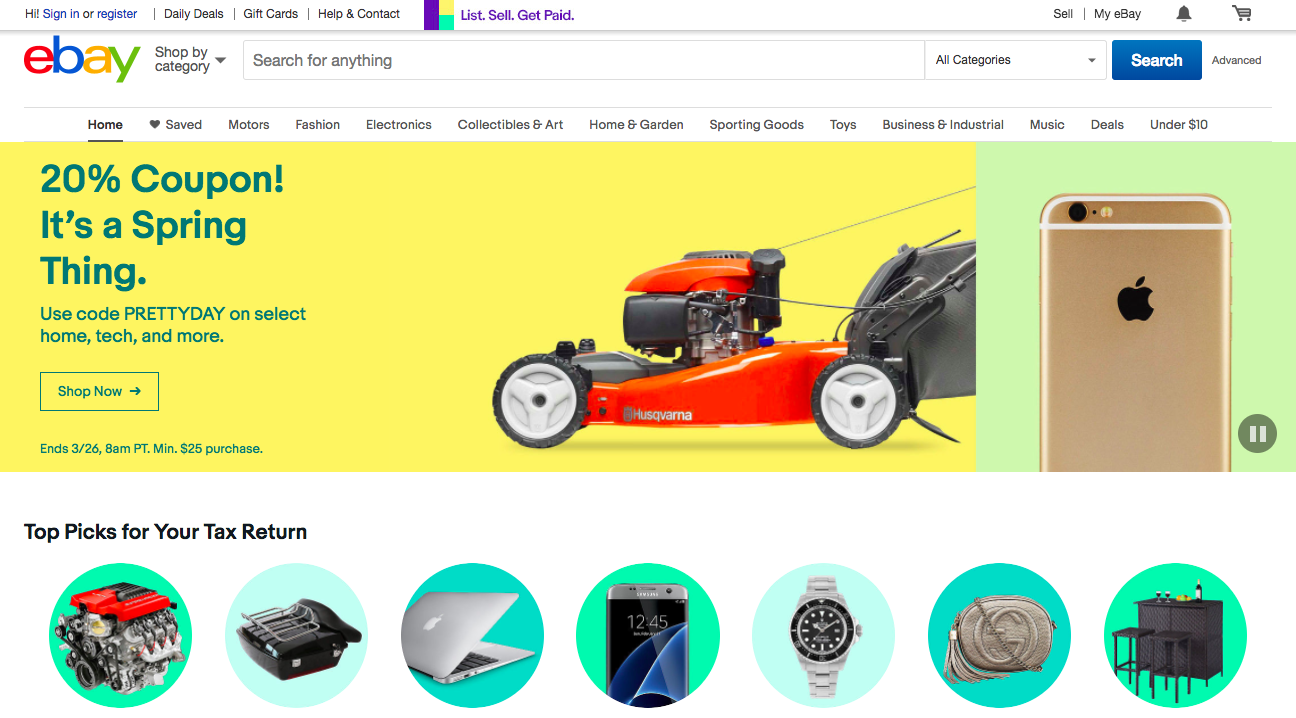 Hi! Sign in or register | Daily Deals | Gift Cards | Help & Contact List. Sell. Get Paid. Sell | My eBay
ebay Shop by
category Search for anything All Categories Search Advanced
Home Saved Motors Fashion Electronics Collectibles & Art Home & Garden Sporting Goods Toys Business & Industrial Music Deals Under $10
20% Coupon!
It's a Spring
Thing.
Use code PRETTYDAY on select
home, tech, and more.
Shop Now →
Ends 3/26, 8am PT. Min. $25 purchase.
Husqvarna
Top Picks for Your Tax Return
SAMSUNG
12:45